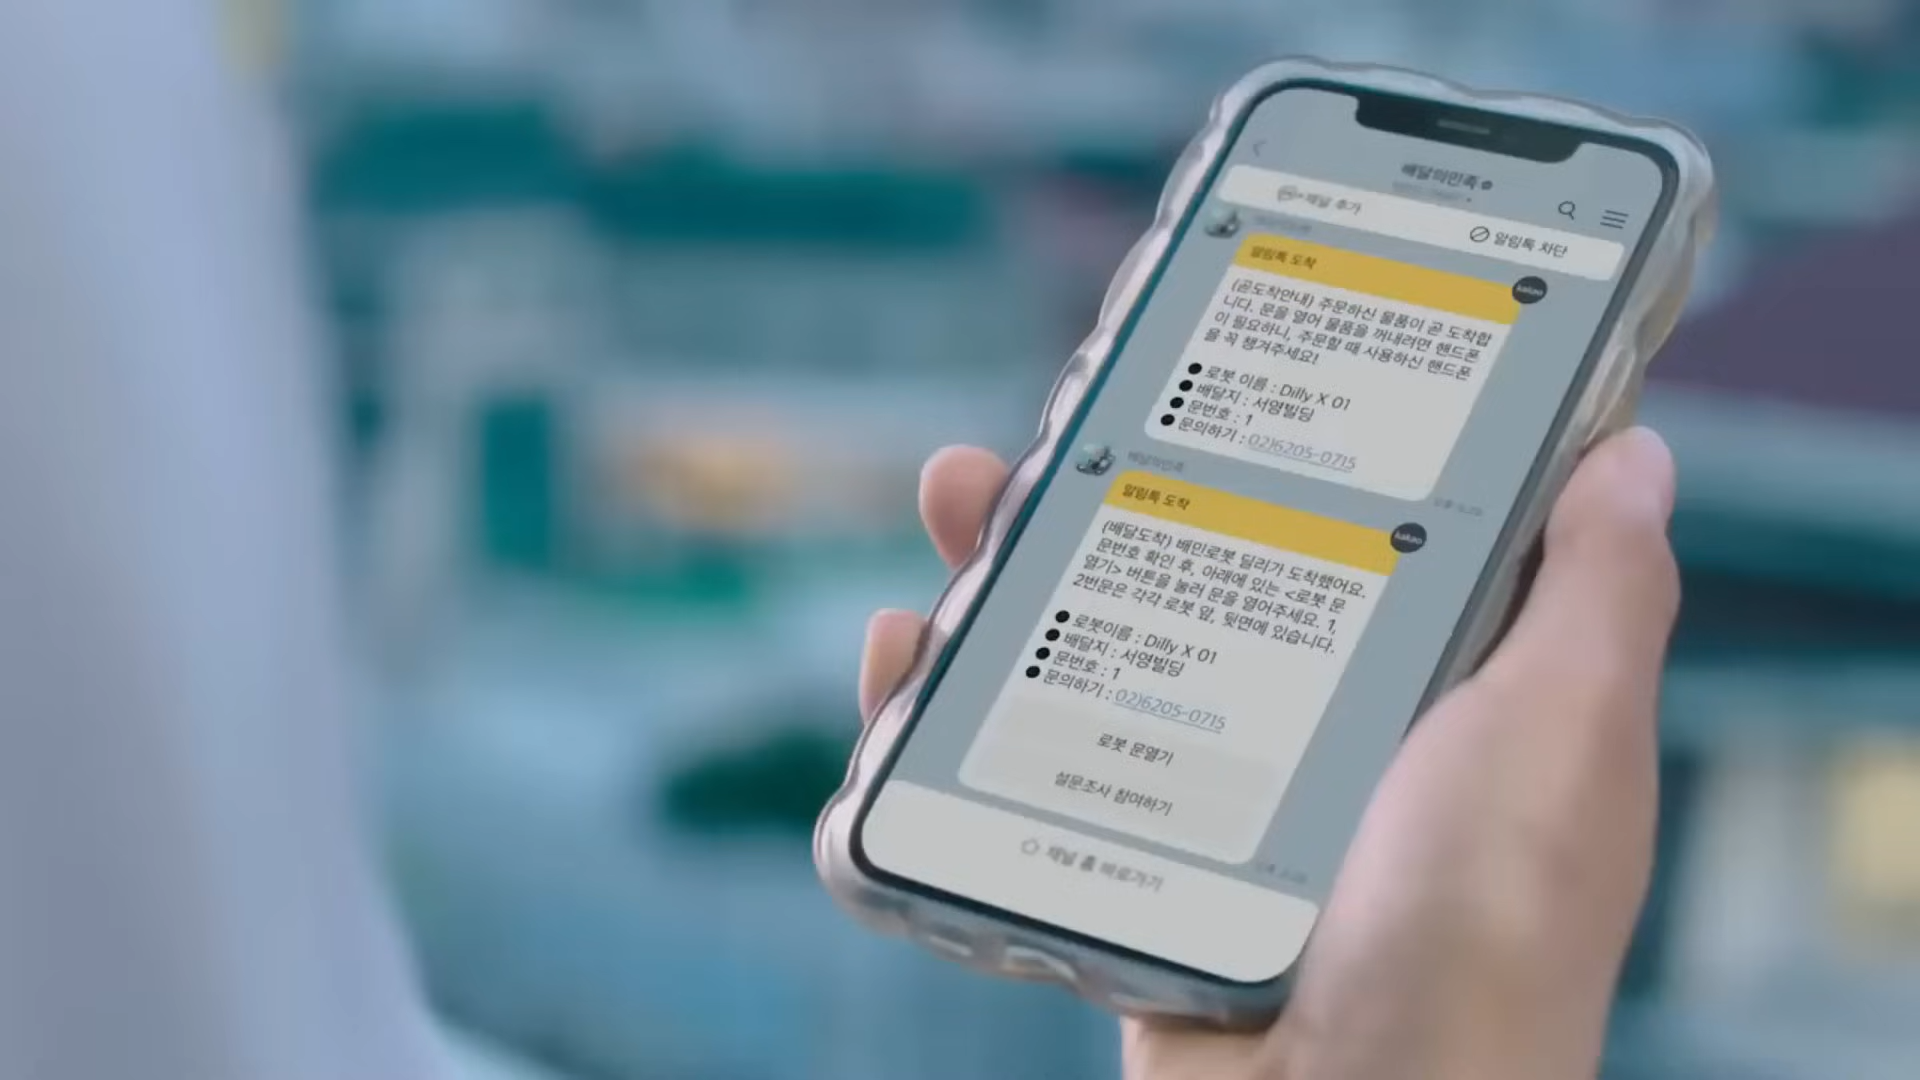 배달의민족
채널 추가
알림톡 차단
알림톡 도착
kakao
(곧도착안내) 주문하신 물품이 곧 도착합
니다. 문을 열어 물품을 꺼내려면 핸드폰
이 필요하니, 주문할 때 사용하신 핸드폰
을 꼭 챙겨주세요!
● 로봇 이름 : Dilly X 01
● 배달지 : 서영빌딩
● 문번호 : 1
● 문의하기 : 02)6205-0715
배달의민족
알림톡 도착
kakao
(배달도착) 배민로봇 딜리가 도착했어요.
문번호 확인 후, 아래에 있는 <로봇 문
열기> 버튼을 눌러 문을 열어주세요. 1,
2번문은 각각 로봇 앞, 뒷면에 있습니다.
● 로봇이름 : Dilly X 01
● 배달지 : 서영빌딩
● 문번호 : 1
● 문의하기 : 02)6205-0715
로봇 문열기
설문조사 참여하기
채널 홈 바로가기